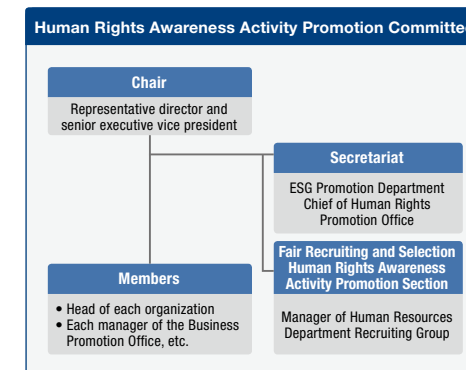 Human Rights Awareness Activity Promotion Committee
Chair
Representative director and
senior executive vice president
Secretariat
ESG Promotion Department
Chief of Human Rights
Promotion Office
Fair Recruiting and Selection
Human Rights Awareness
Activity Promotion Section
Manager of Human Resources
Department Recruiting Group
Members
• Head of each organization
• Each manager of the Business
Promotion Office, etc.